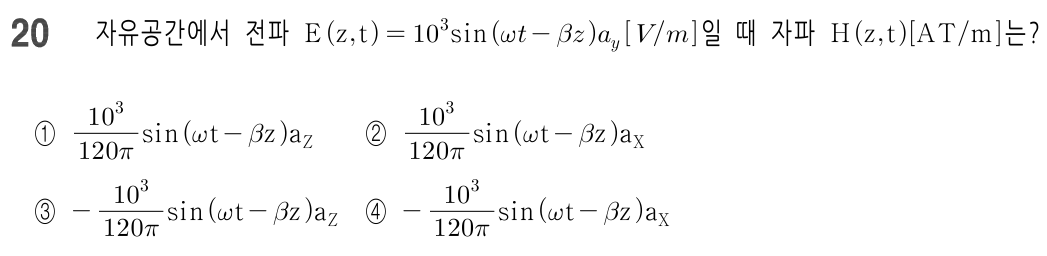 20 자유공간에서 전파 E(z,t)=10³sin(ωt−βz)a_y[V/m]일 때 자파 H(z,t)[AT/m]는?
① 10³/120π sin(ωt−βz)a_Z ② 10³/120π sin(ωt−βz)a_X
③ −10³/120π sin(ωt−βz)a_Z ④ −10³/120π sin(ωt−βz)a_X